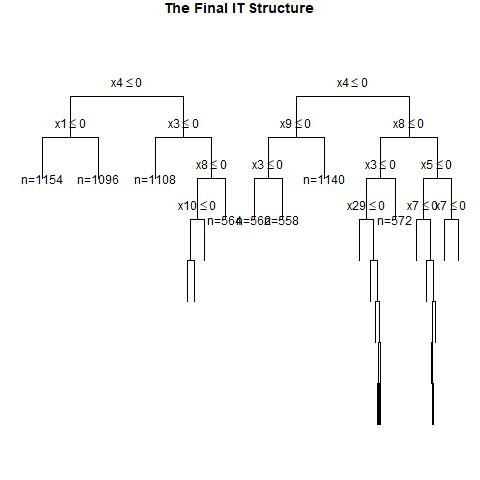 The Final IT Structure
x4 ≤ 0 x4 ≤ 0
x1 ≤ 0 x3 ≤ 0 x9 ≤ 0 x8 ≤ 0
x8 ≤ 0 x3 ≤ 0 x3 ≤ 0 x5 ≤ 0
n=1154 n=1096 n=1108 n=1140
x10 ≤ 0 x29 ≤ 0 x7 ≤ 0 x7 ≤ 0
n=564 n=562 n=558 n=572